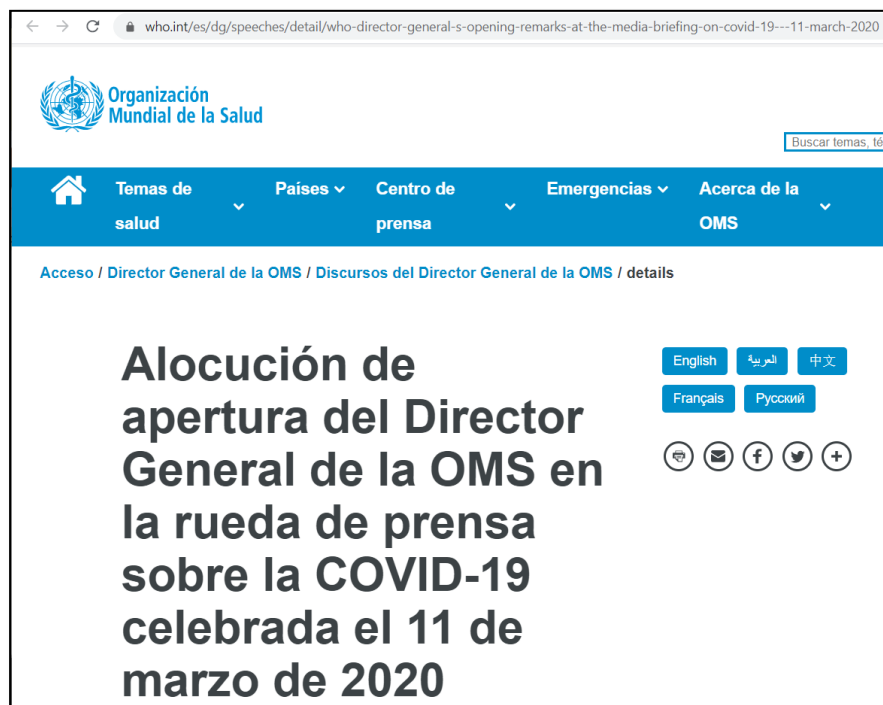 who.int/es/dg/speeches/detail/who-director-general-s-opening-remarks-at-the-media-briefing-on-covid-19---11-march-2020
Organización
Mundial de la Salud
Buscar temas, té
Temas de salud
Países
Centro de prensa
Emergencias
Acerca de la OMS
Acceso / Director General de la OMS / Discursos del Director General de la OMS / details
Alocución de
apertura del Director
General de la OMS en
la rueda de prensa
sobre la COVID-19
celebrada el 11 de
marzo de 2020
English العربية 中文
Français Русский